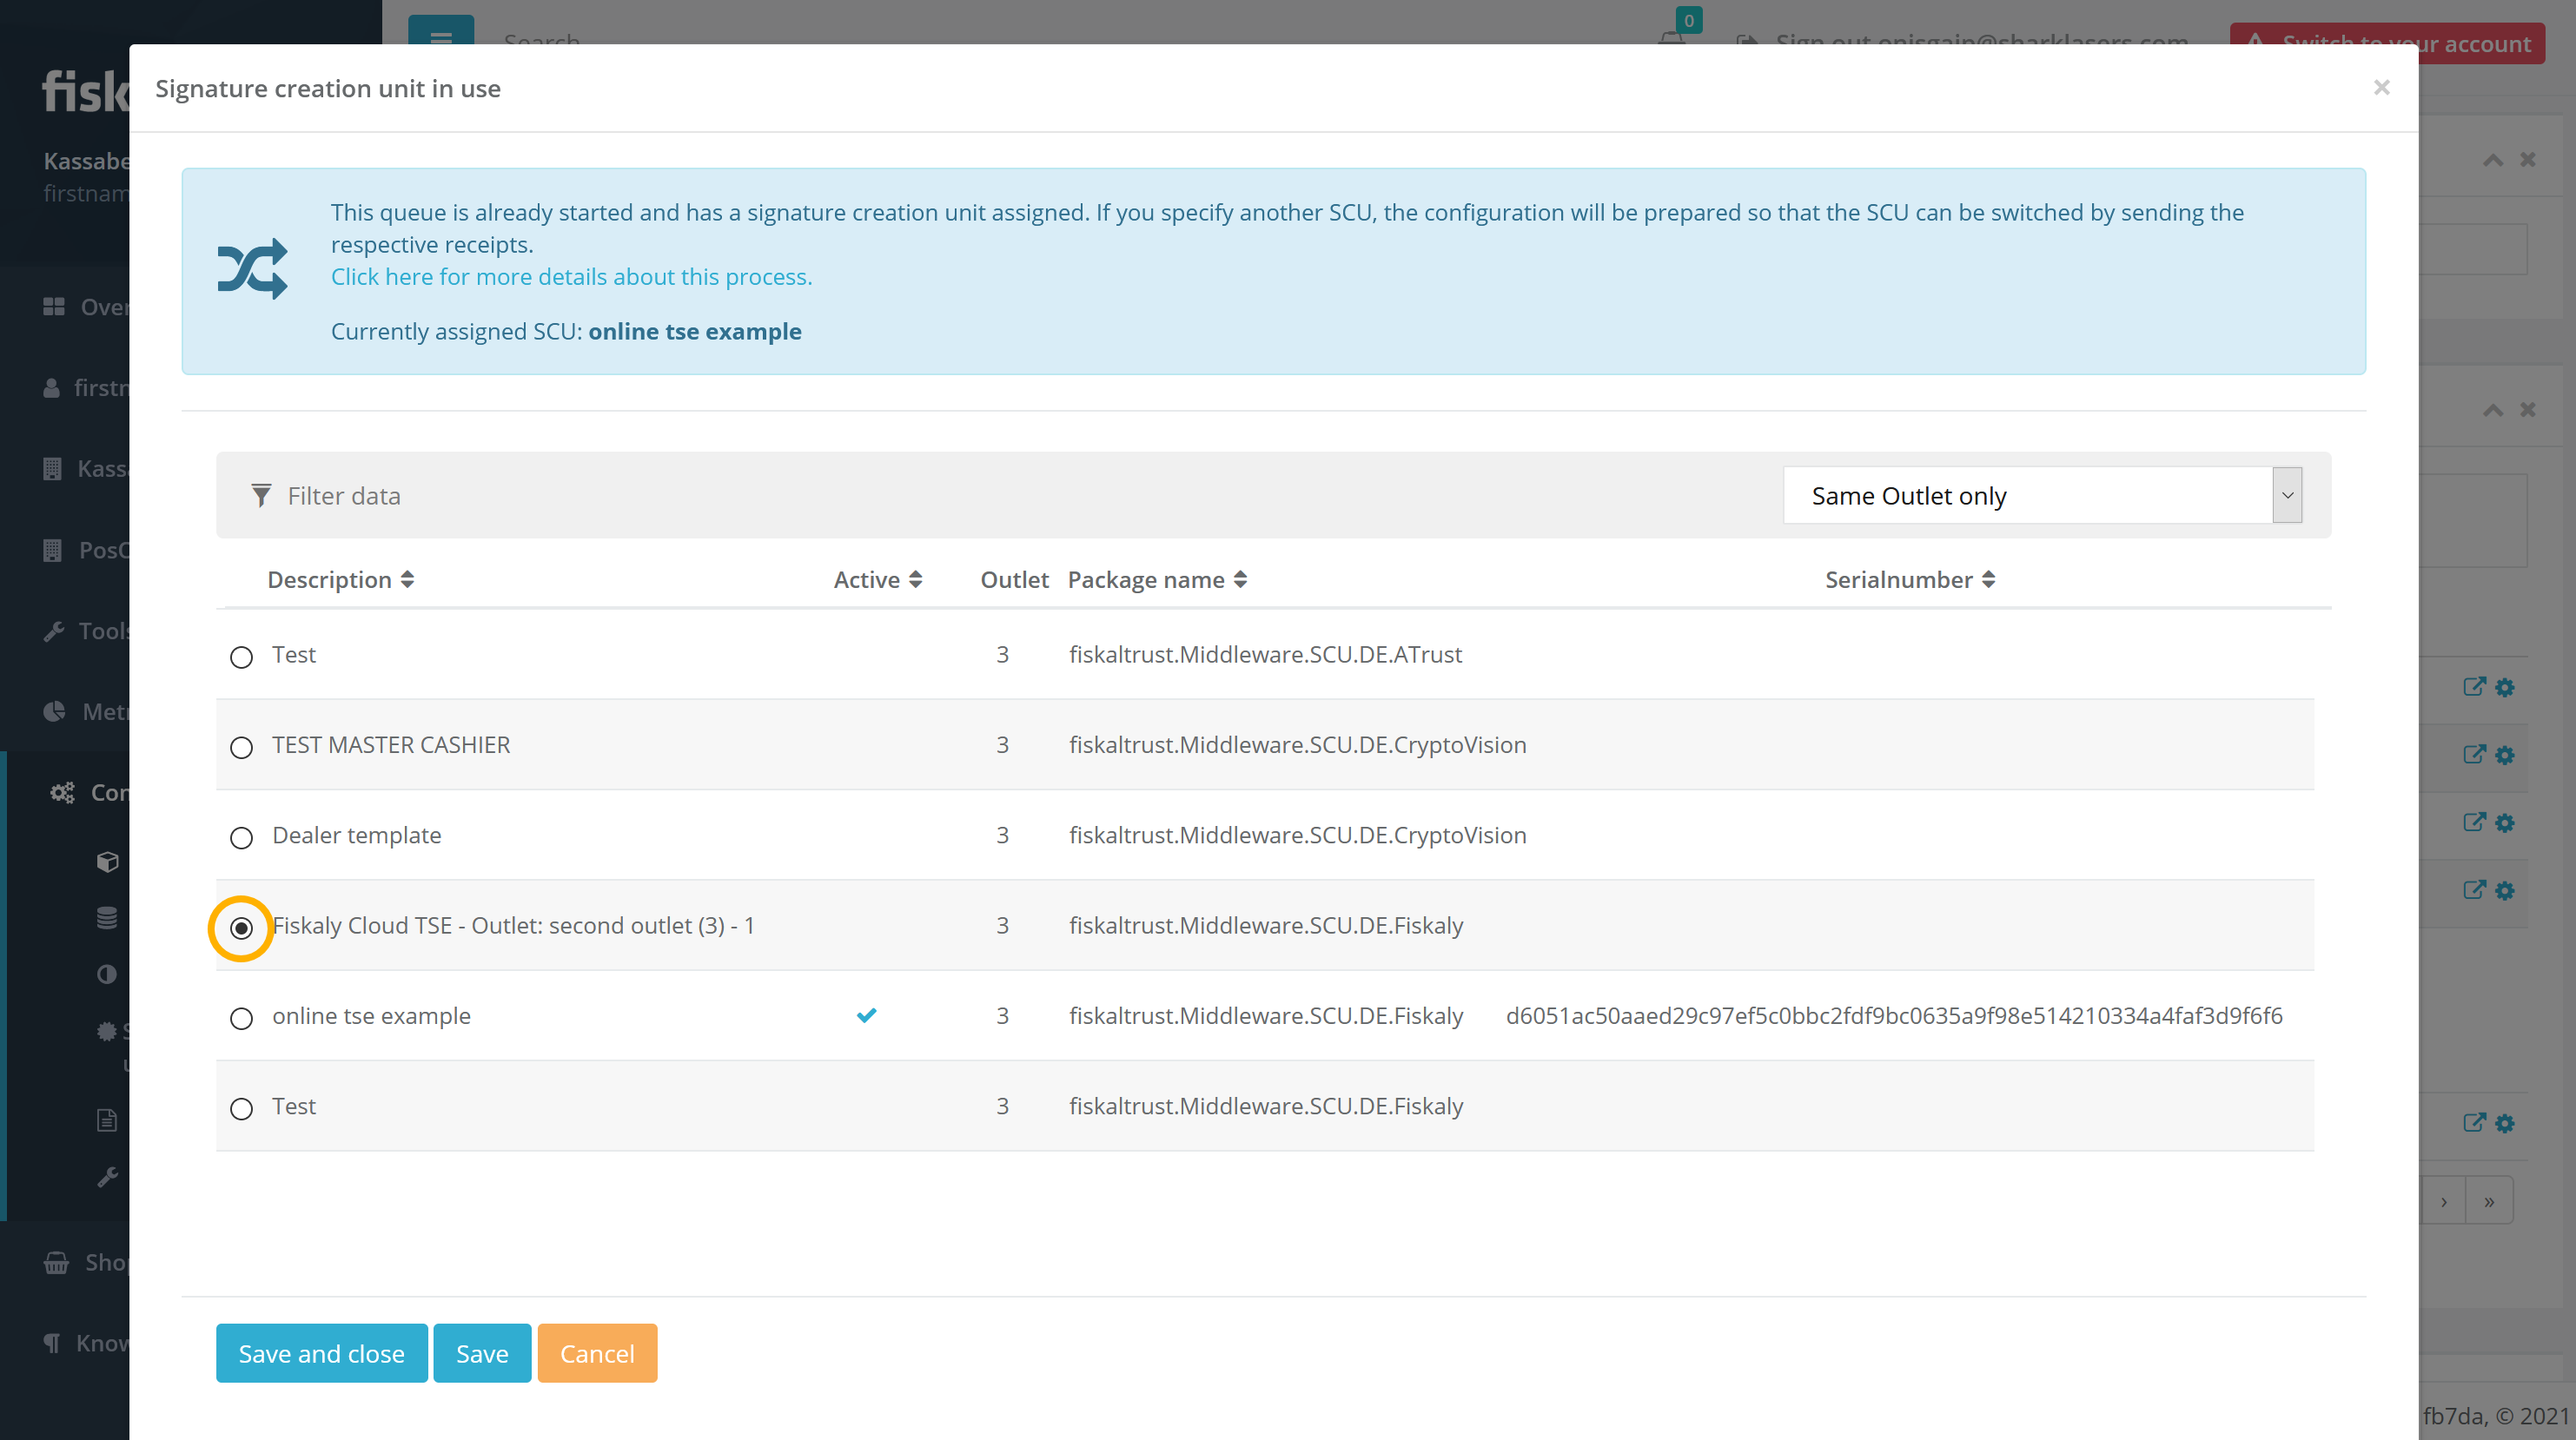 0
Search
Sign out onisgain@sharklasers.com
Switch to your account
fisk
Signature creation unit in use
Kassabe
firstnam
This queue is already started and has a signature creation unit assigned. If you specify another SCU, the configuration will be prepared so that the SCU can be switched by sending the
respective receipts.
Click here for more details about this process.
Currently assigned SCU: online tse example
Over
firstn
Kassa
PosC
Tools
Metr
Con
S
u
Shop
Know
Filter data
Same Outlet only
Description Active Outlet Package name Serialnumber
Test 3 fiskaltrust.Middleware.SCU.DE.ATrust
TEST MASTER CASHIER 3 fiskaltrust.Middleware.SCU.DE.CryptoVision
Dealer template 3 fiskaltrust.Middleware.SCU.DE.CryptoVision
Fiskaly Cloud TSE - Outlet: second outlet (3) - 1 3 fiskaltrust.Middleware.SCU.DE.Fiskaly
online tse example 3 fiskaltrust.Middleware.SCU.DE.Fiskaly d6051ac50aaed29c97ef5c0bbc2fdf9bc0635a9f98e514210334a4faf3d9f6f6
Test 3 fiskaltrust.Middleware.SCU.DE.Fiskaly
› »
Save and close Save Cancel
fb7da, © 2021